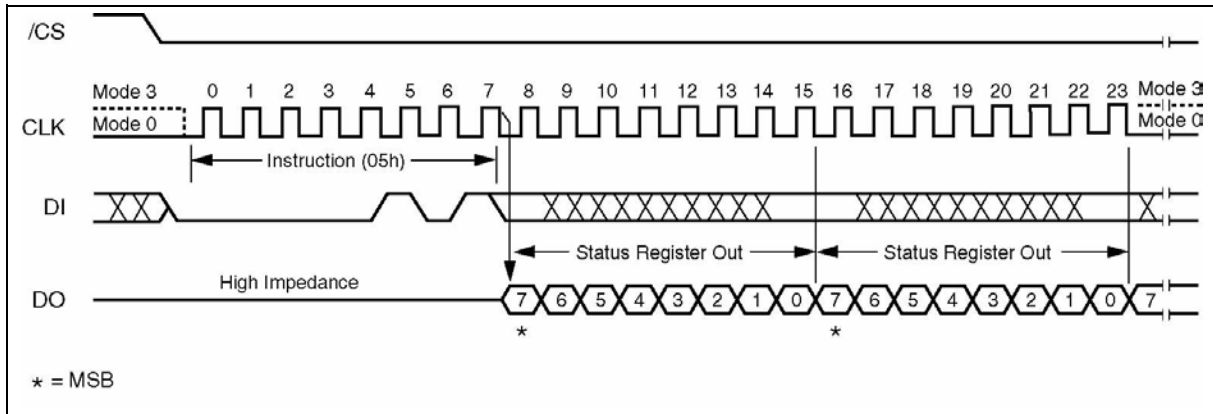 /CS
Mode 3 0 1 2 3 4 5 6 7 8 9 10 11 12 13 14 15 16 17 18 19 20 21 22 23 Mode 3
CLK Mode 0 Mode 0
Instruction (05h)
DI
Status Register Out Status Register Out
High Impedance
DO 7 6 5 4 3 2 1 0 7 6 5 4 3 2 1 0 7
* *
* = MSB